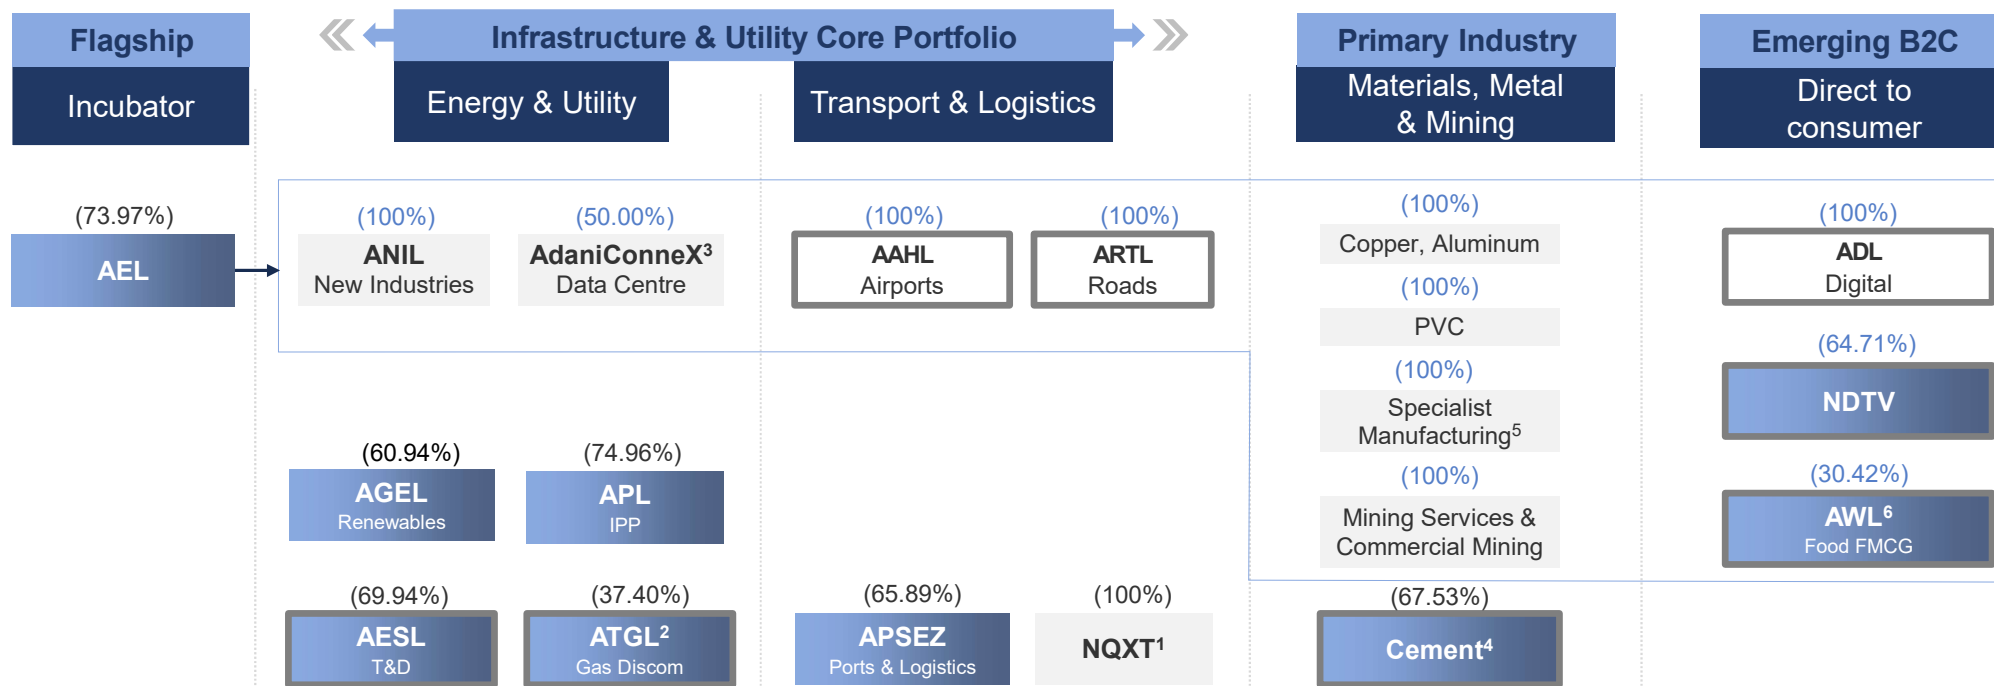 Flagship
Incubator
Infrastructure & Utility Core Portfolio
Energy & Utility
Transport & Logistics
Primary Industry
Materials, Metal
& Mining
Emerging B2C
Direct to
consumer
(73.97%)
AEL
(100%)
ANIL
New Industries
(50.00%)
AdaniConneX³
Data Centre
(100%)
AAHL
Airports
(100%)
ARTL
Roads
(100%)
Copper, Aluminum
(100%)
PVC
(100%)
Specialist
Manufacturing⁵
(100%)
Mining Services &
Commercial Mining
(100%)
ADL
Digital
(64.71%)
NDTV
(30.42%)
AWL⁶
Food FMCG
(60.94%)
AGEL
Renewables
(74.96%)
APL
IPP
(69.94%)
AESL
T&D
(37.40%)
ATGL²
Gas Discom
(65.89%)
APSEZ
Ports & Logistics
(100%)
NQXT¹
(67.53%)
Cement⁴